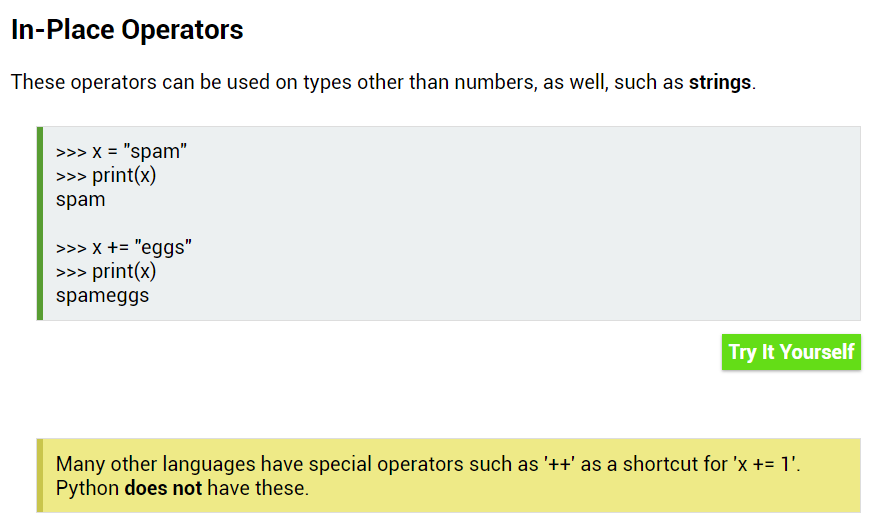 In-Place Operators
These operators can be used on types other than numbers, as well, such as strings.
>>> x = "spam"
>>> print(x)
spam
>>> x += "eggs"
>>> print(x)
spameggs
Try It Yourself
Many other languages have special operators such as '++' as a shortcut for 'x += 1'.
Python does not have these.